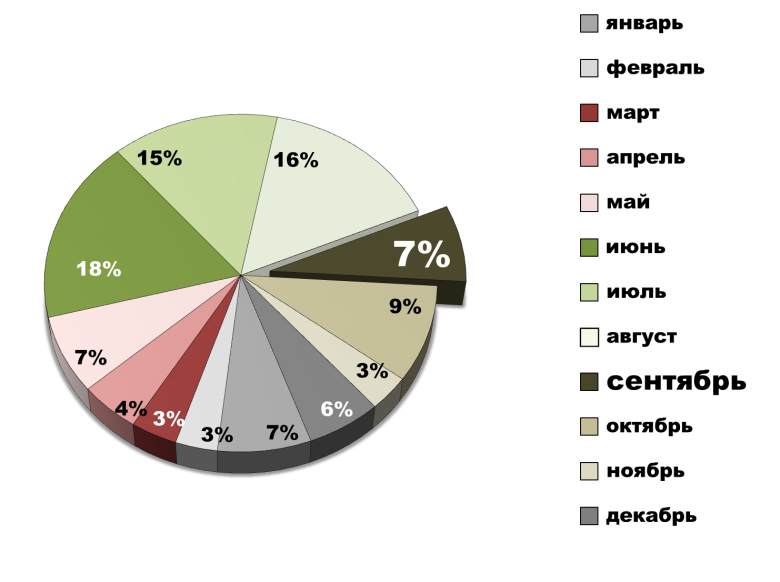 15%
16%
7%
18%
9%
7%
3%
4%
3%
6%
3%
7%
январь
февраль
март
апрель
май
июнь
июль
август
сентябрь
октябрь
ноябрь
декабрь